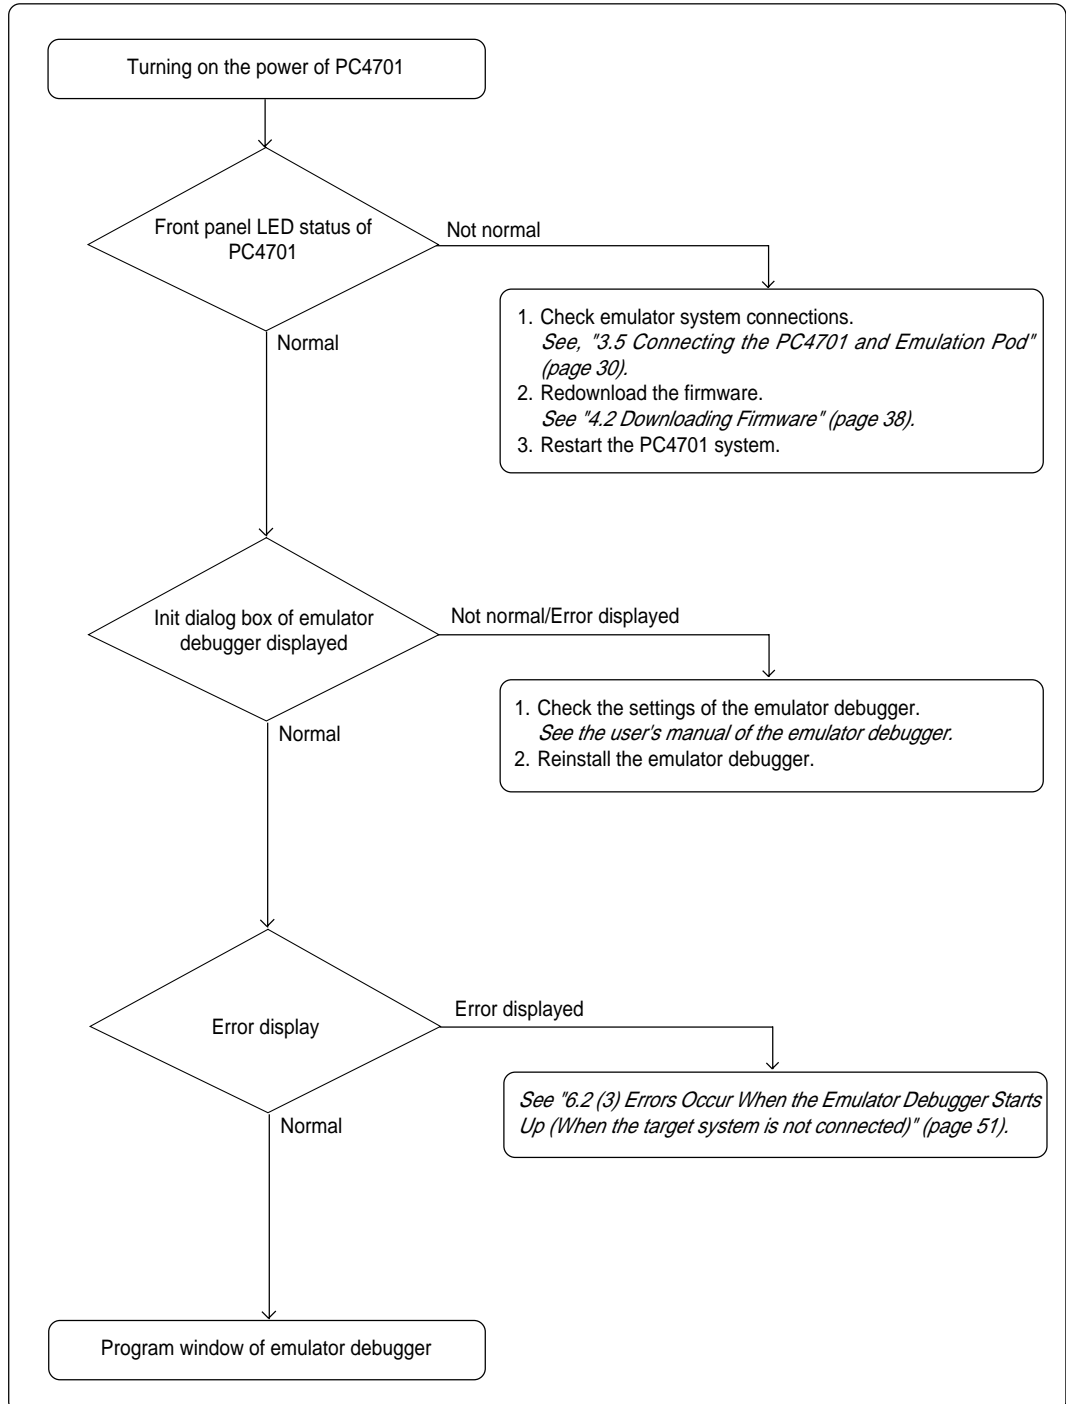 Turning on the power of PC4701
Front panel LED status of
PC4701
Not normal
Normal
1. Check emulator system connections.
See, "3.5 Connecting the PC4701 and Emulation Pod"
(page 30).
2. Redownload the firmware.
See "4.2 Downloading Firmware" (page 38).
3. Restart the PC4701 system.
Init dialog box of emulator
debugger displayed
Not normal/Error displayed
Normal
1. Check the settings of the emulator debugger.
See the user's manual of the emulator debugger.
2. Reinstall the emulator debugger.
Error display
Error displayed
Normal
See "6.2 (3) Errors Occur When the Emulator Debugger Starts
Up (When the target system is not connected)" (page 51).
Program window of emulator debugger